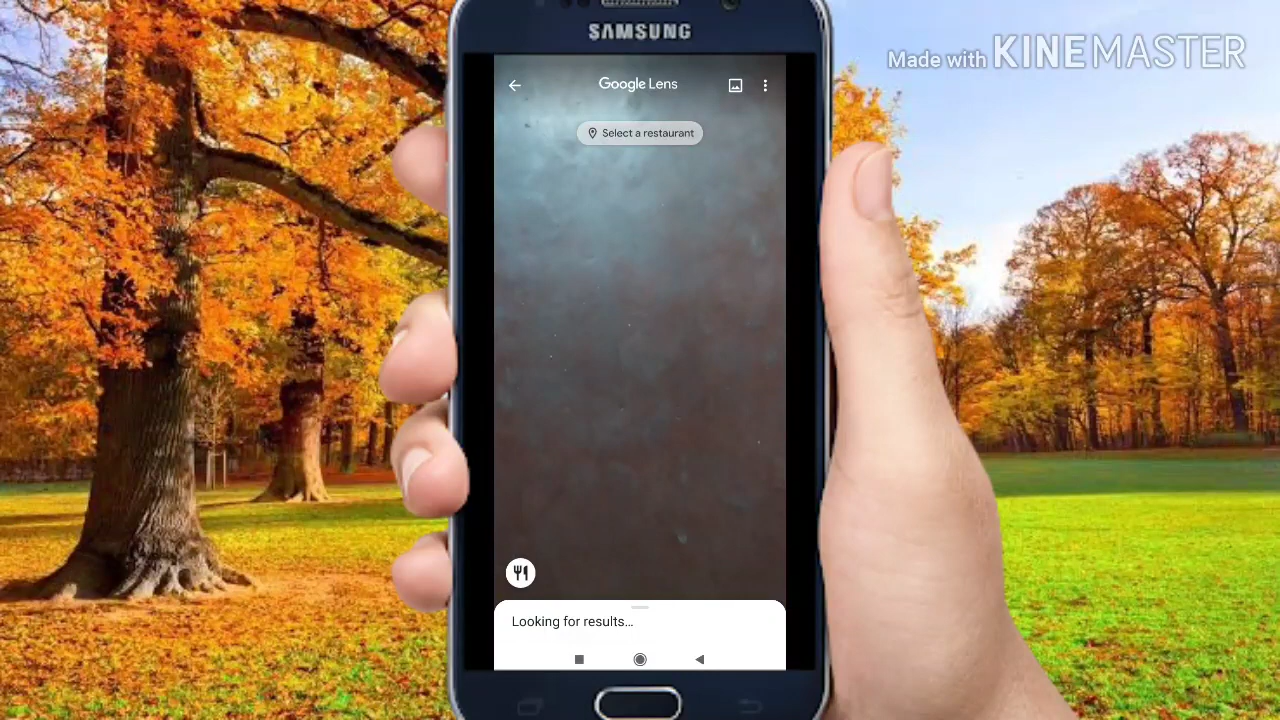 SAMSUNG
Made with KINEMASTER
Google Lens
Select a restaurant
Looking for results...